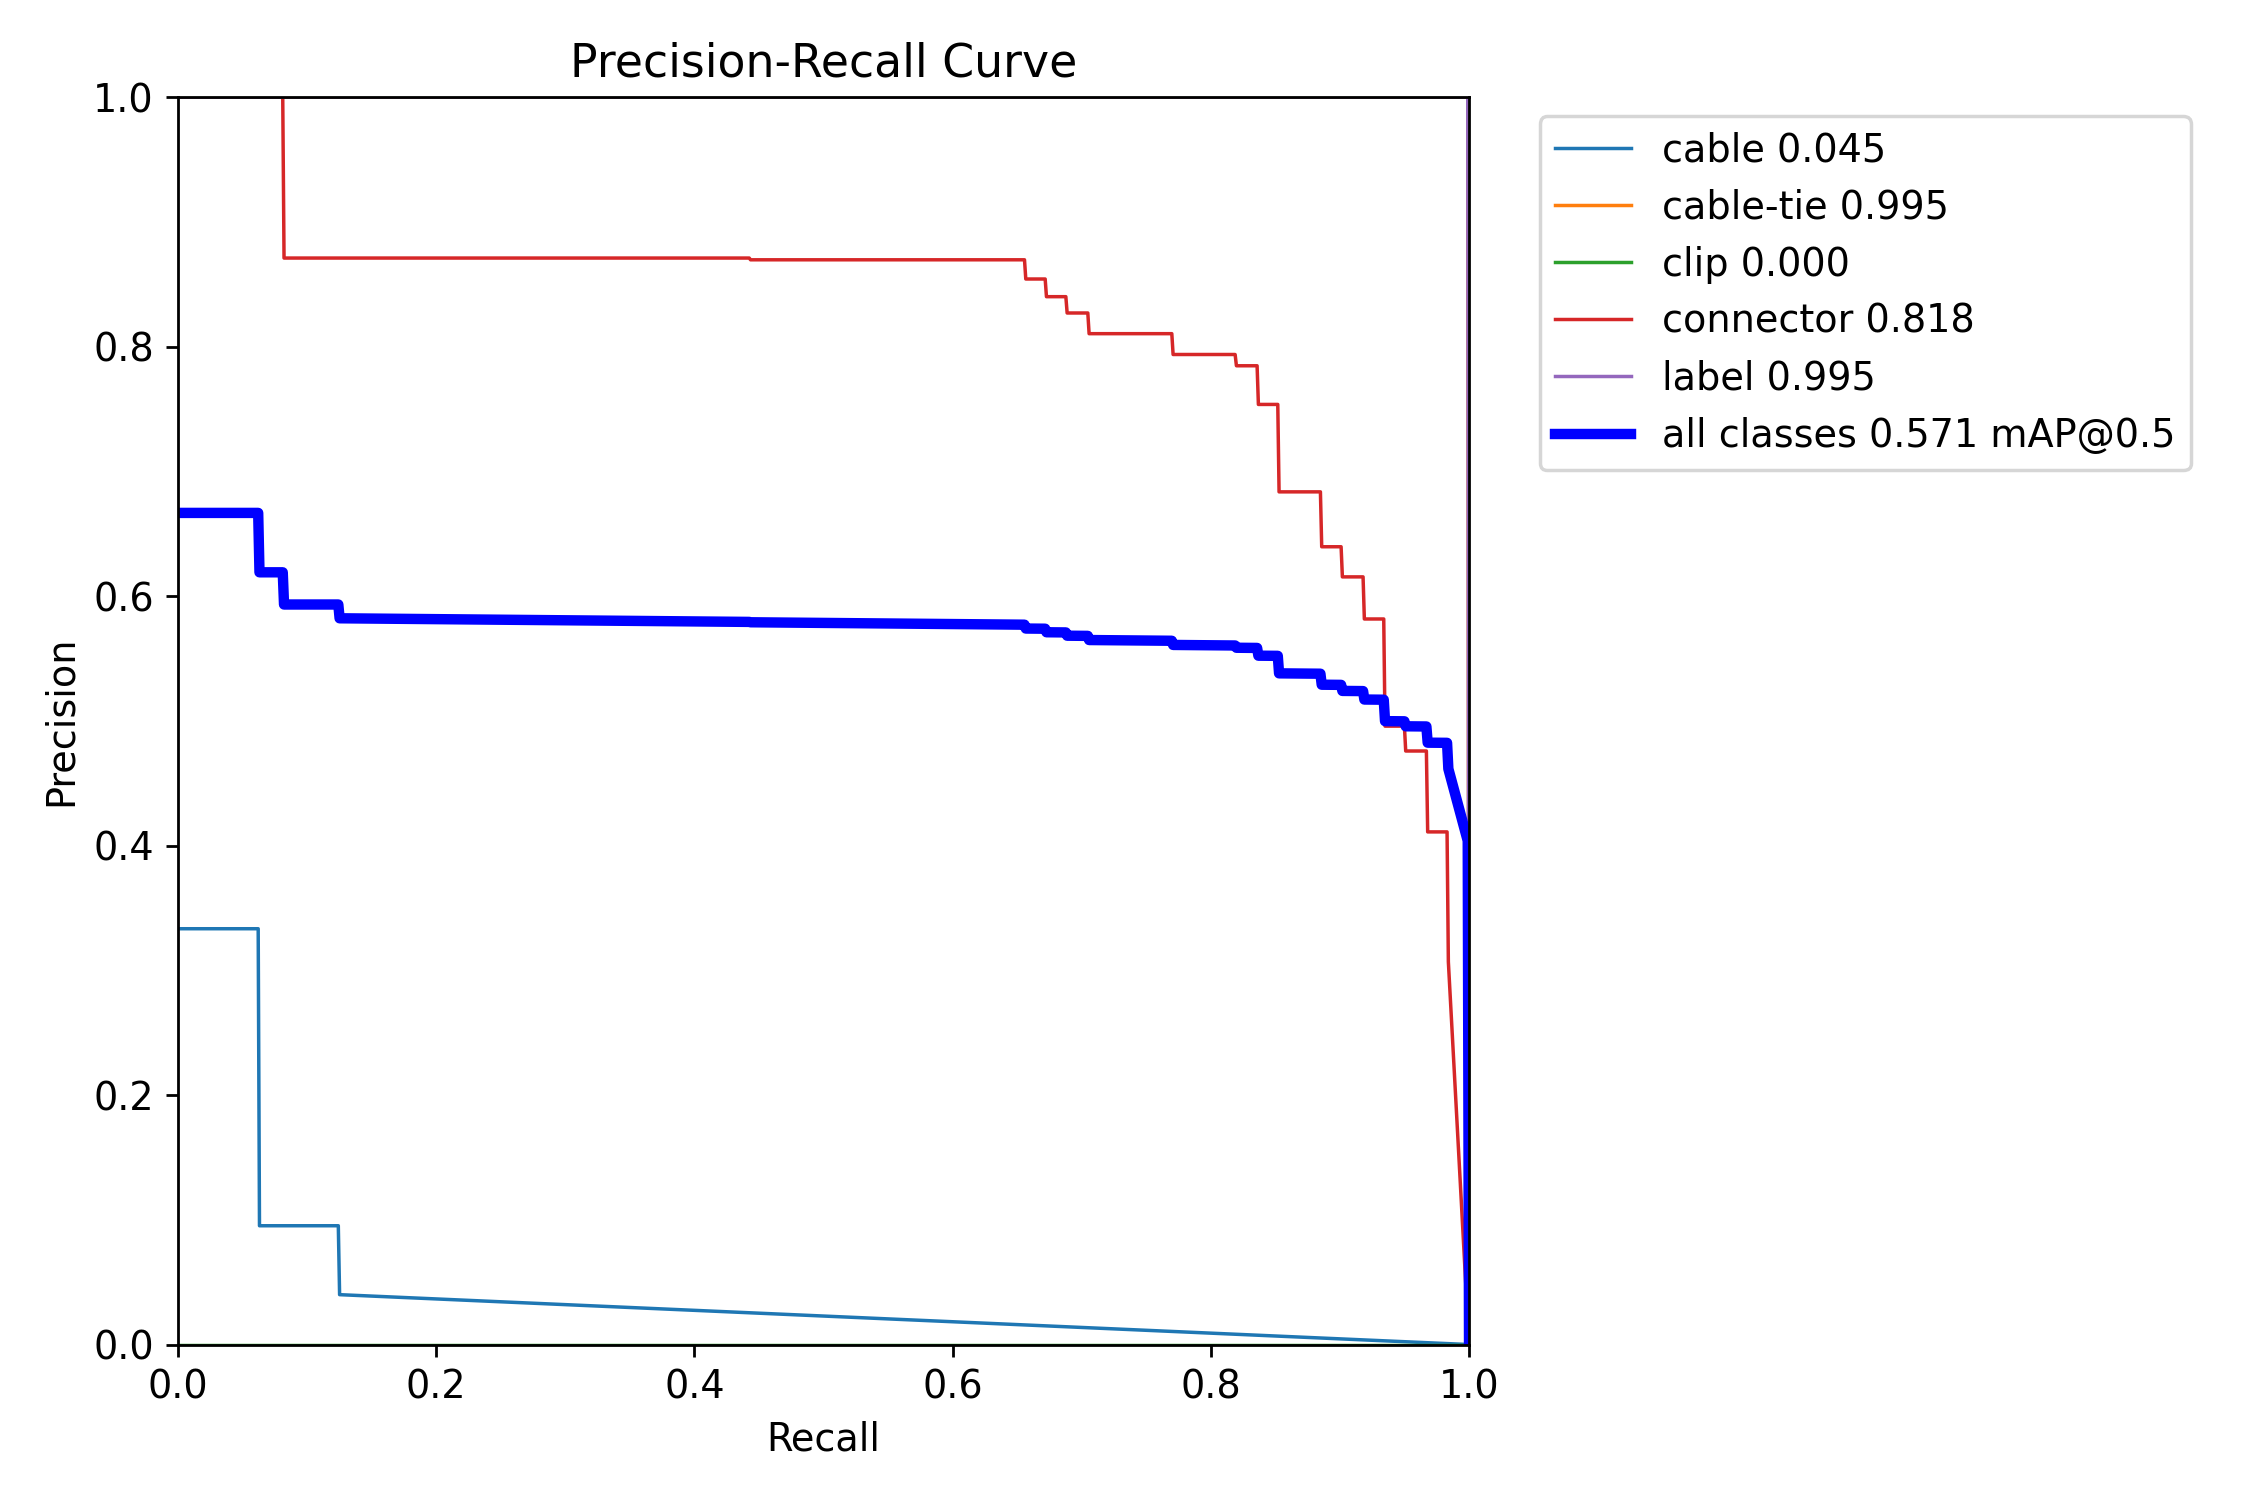 Precision-Recall Curve
1.0
0.8
0.6
0.4
0.2
0.0
Precision
0.0 0.2 0.4 0.6 0.8 1.0
Recall
cable 0.045
cable-tie 0.995
clip 0.000
connector 0.818
label 0.995
all classes 0.571 mAP@0.5